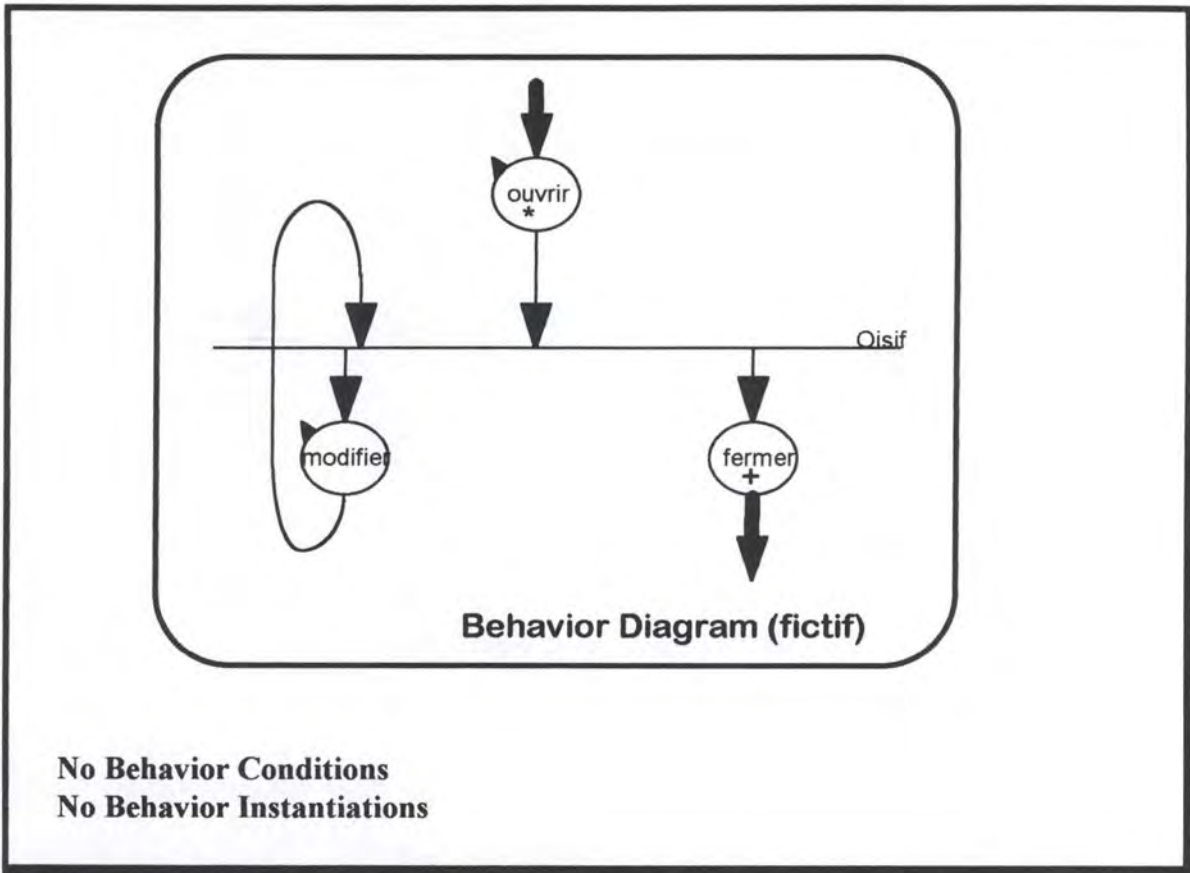 ouvrir
*
Oisif
modifier
fermer
+
Behavior Diagram (fictif)
No Behavior Conditions
No Behavior Instantiations